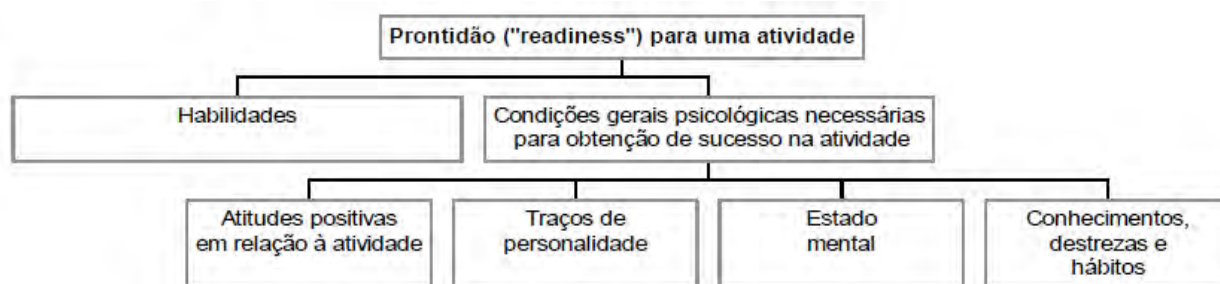 Prontidão ("readiness") para uma atividade
Habilidades
Condições gerais psicológicas necessárias
para obtenção de sucesso na atividade
Atitudes positivas
em relação à atividade
Traços de
personalidade
Estado
mental
Conhecimentos,
destrezas e
hábitos